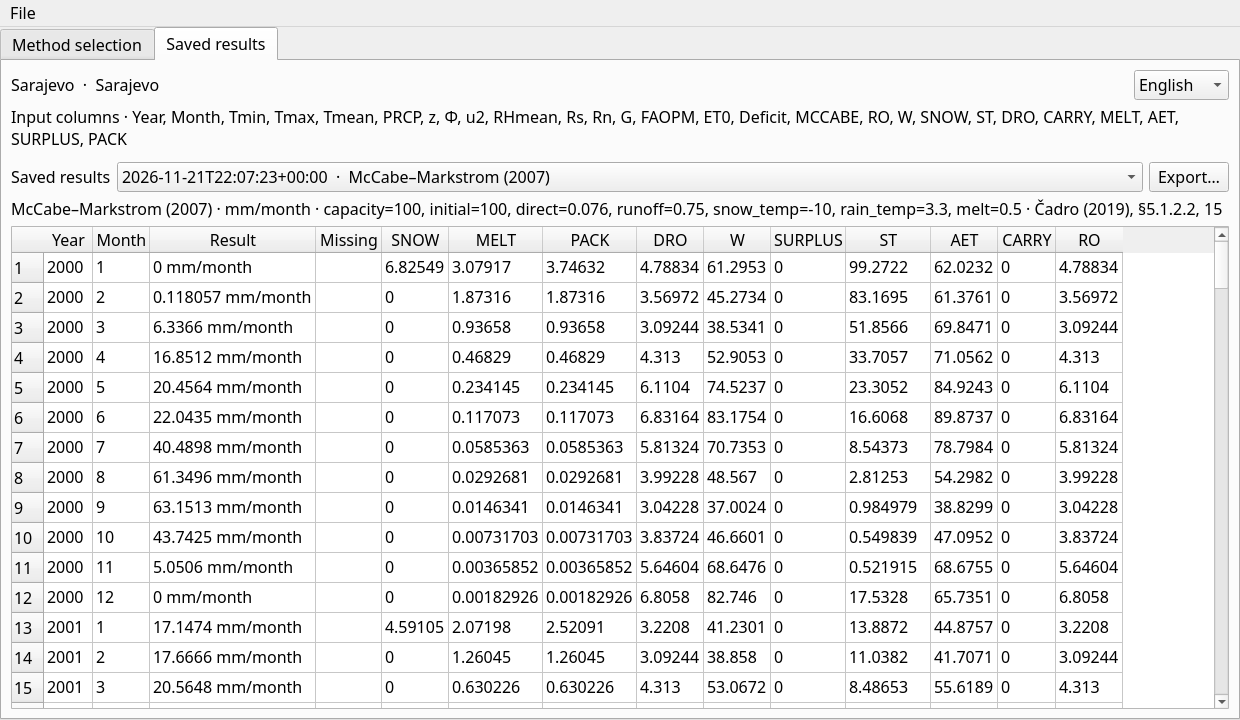 File
Method selection
Saved results
Sarajevo · Sarajevo
English
Input columns · Year, Month, Tmin, Tmax, Tmean, PRCP, z, Φ, u2, RHmean, Rs, Rn, G, FAOPM, ET0, Deficit, MCCABE, RO, W, SNOW, ST, DRO, CARRY, MELT, AET,
SURPLUS, PACK
Saved results 2026-11-21T22:07:23+00:00 · McCabe–Markstrom (2007) Export...
McCabe–Markstrom (2007) · mm/month · capacity=100, initial=100, direct=0.076, runoff=0.75, snow_temp=-10, rain_temp=3.3, melt=0.5 · Čadro (2019), §5.1.2.2, 15
Year Month Result Missing SNOW MELT PACK DRO W SURPLUS ST AET CARRY RO
1 2000 1 0 mm/month 6.82549 3.07917 3.74632 4.78834 61.2953 0 99.2722 62.0232 0 4.78834
2 2000 2 0.118057 mm/month 0 1.87316 1.87316 3.56972 45.2734 0 83.1695 61.3761 0 3.56972
3 2000 3 6.3366 mm/month 0 0.93658 0.93658 3.09244 38.5341 0 51.8566 69.8471 0 3.09244
4 2000 4 16.8512 mm/month 0 0.46829 0.46829 4.313 52.9053 0 33.7057 71.0562 0 4.313
5 2000 5 20.4564 mm/month 0 0.234145 0.234145 6.1104 74.5237 0 23.3052 84.9243 0 6.1104
6 2000 6 22.0435 mm/month 0 0.117073 0.117073 6.83164 83.1754 0 16.6068 89.8737 0 6.83164
7 2000 7 40.4898 mm/month 0 0.0585363 0.0585363 5.81324 70.7353 0 8.54373 78.7984 0 5.81324
8 2000 8 61.3496 mm/month 0 0.0292681 0.0292681 3.99228 48.567 0 2.81253 54.2982 0 3.99228
9 2000 9 63.1513 mm/month 0 0.0146341 0.0146341 3.04228 37.0024 0 0.984979 38.8299 0 3.04228
10 2000 10 43.7425 mm/month 0 0.00731703 0.00731703 3.83724 46.6601 0 0.549839 47.0952 0 3.83724
11 2000 11 5.0506 mm/month 0 0.00365852 0.00365852 5.64604 68.6476 0 0.521915 68.6755 0 5.64604
12 2000 12 0 mm/month 0 0.00182926 0.00182926 6.8058 82.746 0 17.5328 65.7351 0 6.8058
13 2001 1 17.1474 mm/month 4.59105 2.07198 2.52091 3.2208 41.2301 0 13.8872 44.8757 0 3.2208
14 2001 2 17.6666 mm/month 0 1.26045 1.26045 3.09244 38.858 0 11.0382 41.7071 0 3.09244
15 2001 3 20.5648 mm/month 0 0.630226 0.630226 4.313 53.0672 0 8.48653 55.6189 0 4.313